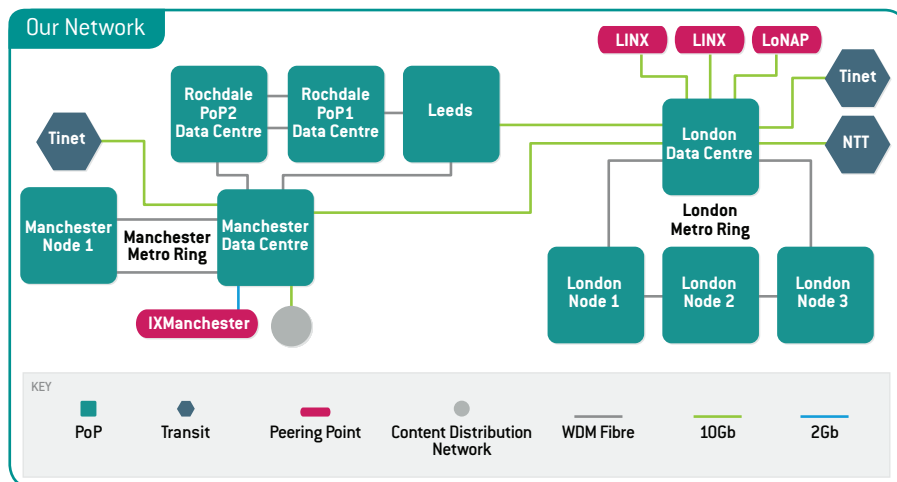 Our Network
LINX
LINX
LoNAP
Tinet
Rochdale
PoP2
Data Centre
Rochdale
PoP1
Data Centre
Leeds
Tinet
London
Data Centre
NTT
Manchester
Node 1
Manchester
Metro Ring
Manchester
Data Centre
London
Metro Ring
London
Node 1
London
Node 2
London
Node 3
IXManchester
KEY
PoP
Transit
Peering Point
Content Distribution
Network
WDM Fibre
10Gb
2Gb